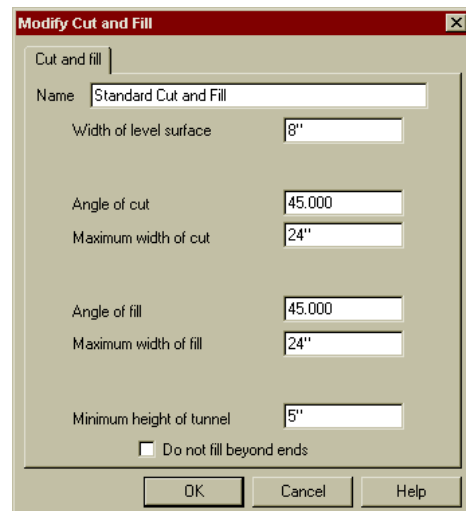 Modify Cut and Fill
Cut and fill
Name Standard Cut and Fill
Width of level surface 8"
Angle of cut 45.000
Maximum width of cut 24"
Angle of fill 45.000
Maximum width of fill 24"
Minimum height of tunnel 5"
Do not fill beyond ends
OK Cancel Help